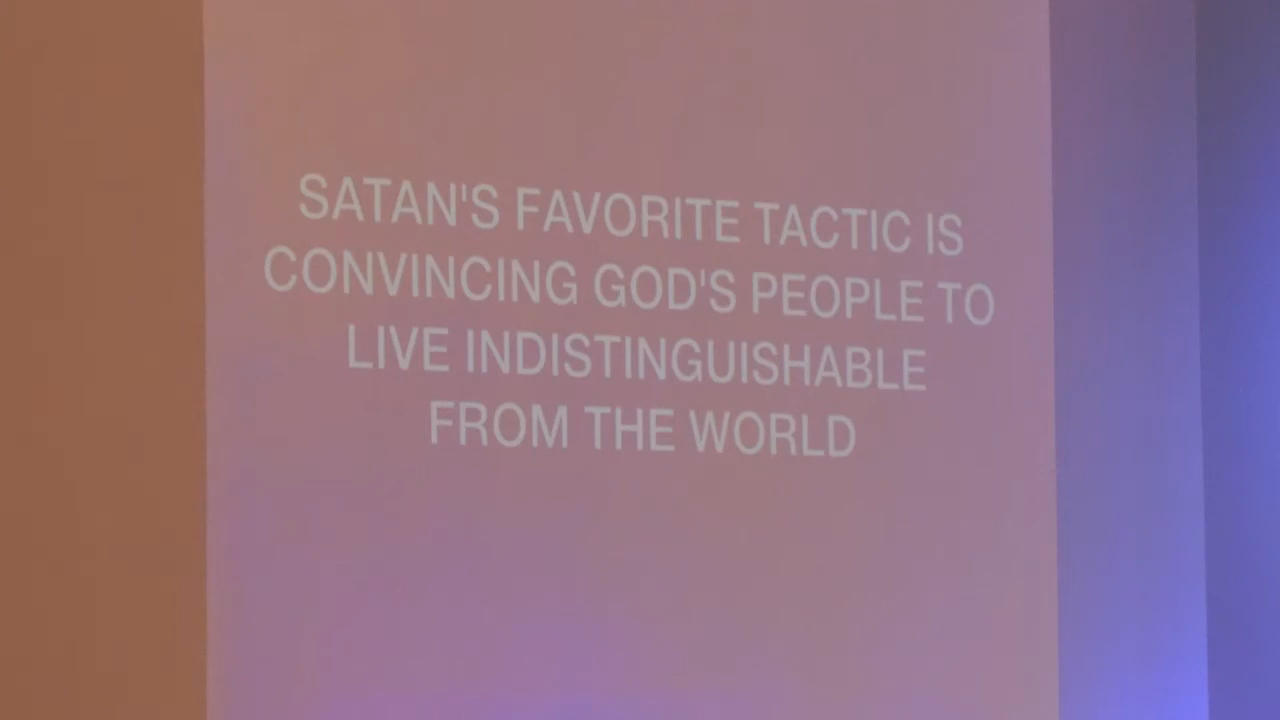 SATAN'S FAVORITE TACTIC IS
CONVINCING GOD'S PEOPLE TO
LIVE INDISTINGUISHABLE
FROM THE WORLD